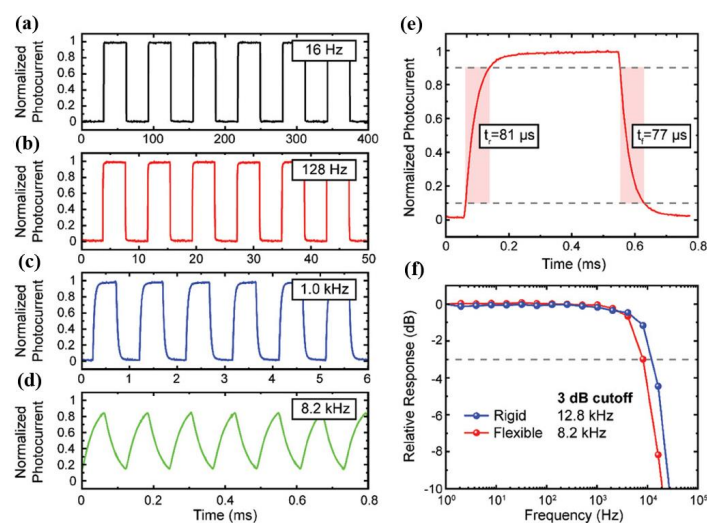 (a)
Normalized
Photocurrent
1
0.8
0.6
0.4
0.2
0
16 Hz
0 100 200 300 400
(b)
Normalized
Photocurrent
1
0.8
0.6
0.4
0.2
0
128 Hz
0 10 20 30 40 50
(c)
Normalized
Photocurrent
1
0.8
0.6
0.4
0.2
0
1.0 kHz
0 1 2 3 4 5 6
(d)
Normalized
Photocurrent
1
0.8
0.6
0.4
0.2
0
8.2 kHz
0 0.2 0.4 0.6 0.8
Time (ms)
(e)
Normalized Photocurrent
1
0.8
0.6
0.4
0.2
0
tr=81 μs
tf=77 μs
0 0.2 0.4 0.6 0.8
Time (ms)
(f)
Relative Response (dB)
0
-2
-4
-6
-8
-10
3 dB cutoff
Rigid 12.8 kHz
Flexible 8.2 kHz
10⁰ 10¹ 10² 10³ 10⁴ 10⁵
Frequency (Hz)